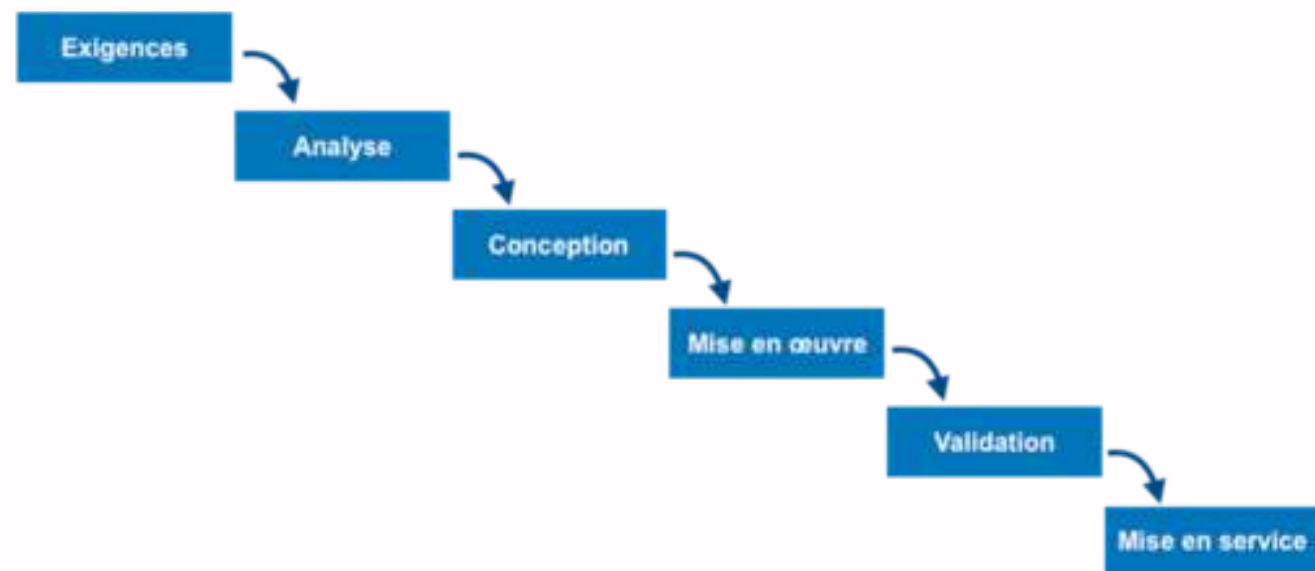 Exigences
Analyse
Conception
Mise en œuvre
Validation
Mise en service